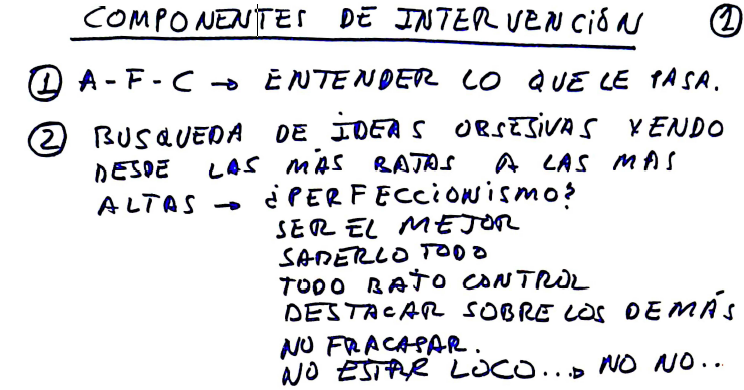 COMPONENTES DE INTERVENCIÓN ①
① A-F-C → ENTENDER LO QUE LE PASA.
② BUSQUEDA DE IDEAS OBSESIVAS YENDO
DESDE LAS MÁS BAJAS A LAS MAS
ALTAS → ¿PERFECCIONISMO?
SER EL MEJOR
SABERLO TODO
TODO BAJO CONTROL
DESTACAR SOBRE LOS DEMÁS
NO FRACASAR.
NO ESTAR LOCO...→ NO NO..